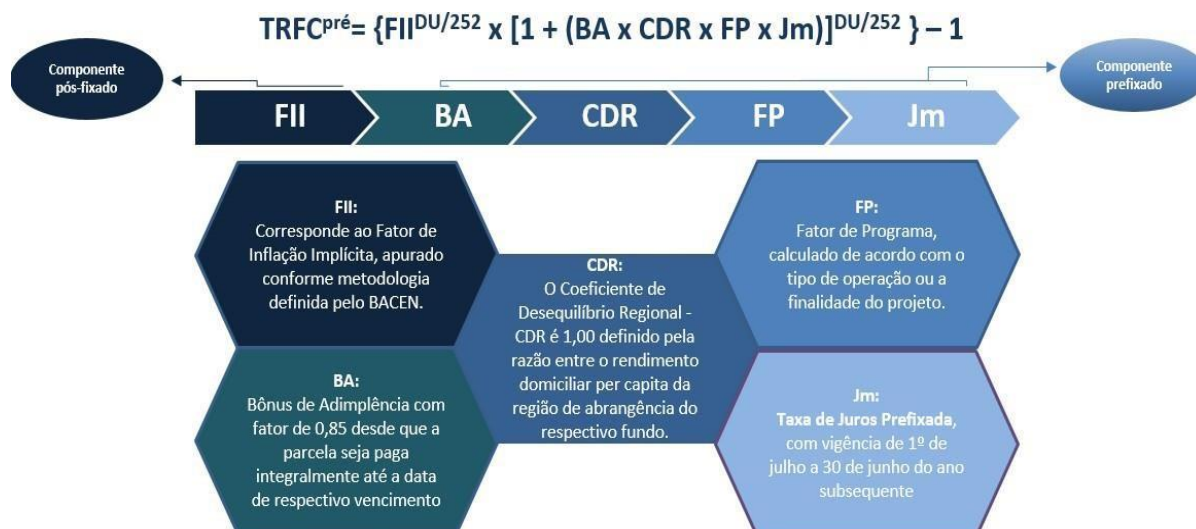 TRFCpré= {FIIDU/252 x [1 + (BA x CDR x FP x Jm)]DU/252 } – 1
Componente
pós-fixado
Componente
prefixado
FII
BA
CDR
FP
Jm
FII:
Corresponde ao Fator de
Inflação Implícita, apurado
conforme metodologia
definida pelo BACEN.
BA:
Bônus de Adimplência com
fator de 0,85 desde que a
parcela seja paga
integralmente até a data
de respectivo vencimento
CDR:
O Coeficiente de
Desequilíbrio Regional -
CDR é 1,00 definido pela
razão entre o rendimento
domiciliar per capita da
região de abrangência do
respectivo fundo.
FP:
Fator de Programa,
calculado de acordo com o
tipo de operação ou a
finalidade do projeto.
Jm:
Taxa de Juros Prefixada,
com vigência de 1º de
julho a 30 de junho do ano
subsequente